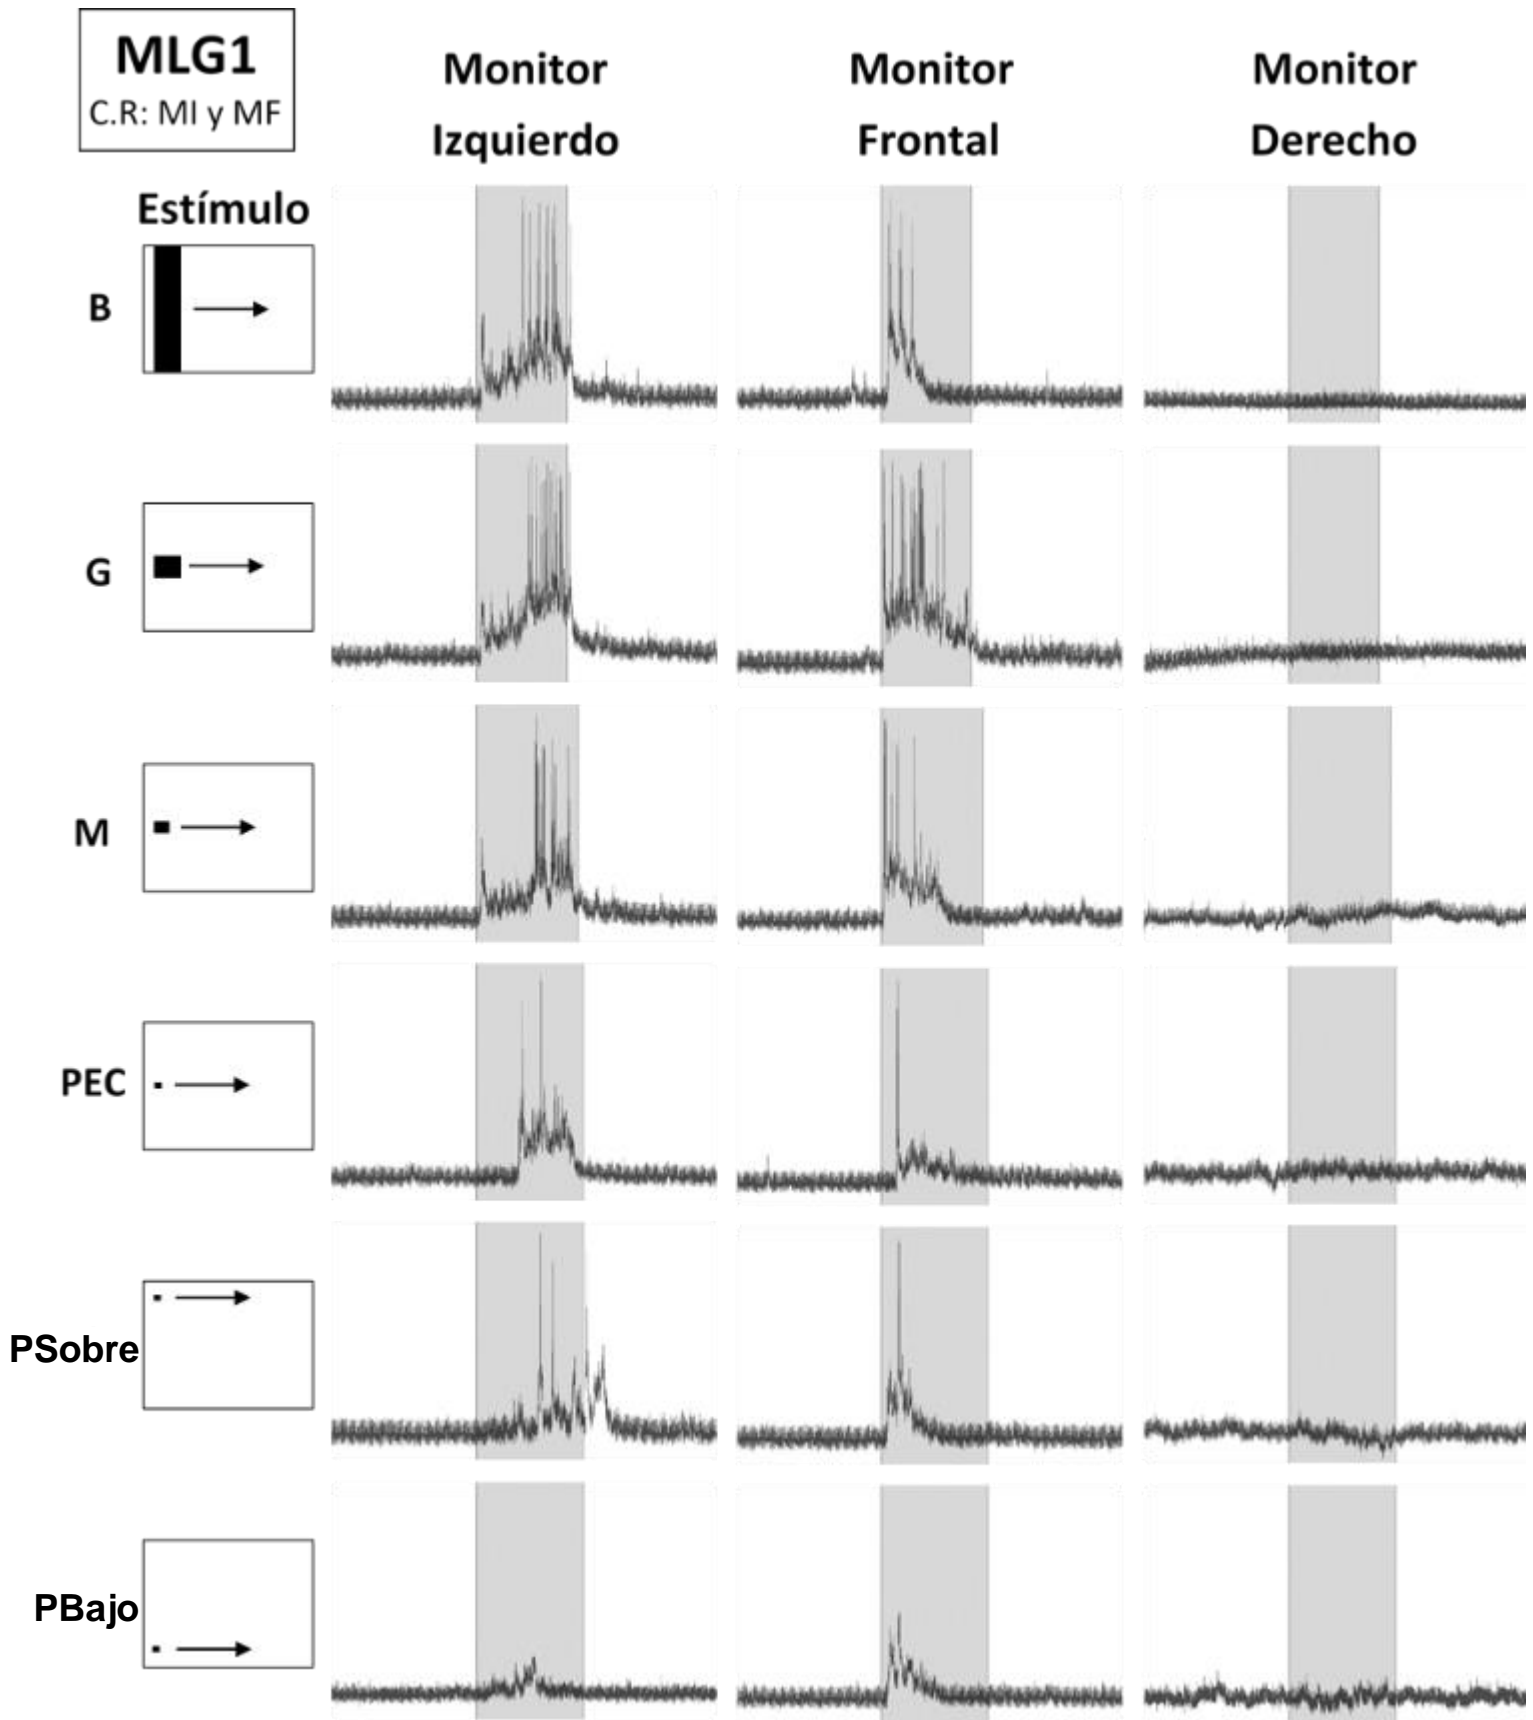 MLG1
C.R: MI y MF
Monitor
Izquierdo
Monitor
Frontal
Monitor
Derecho
Estímulo
B
G
M
PEC
PSobre
PBajo